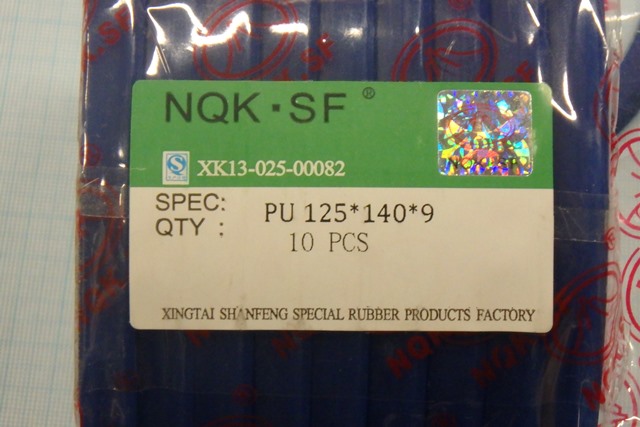 NQK·SF®
XK13-025-00082
SPEC: PU 125*140*9
QTY : 10 PCS
XINGTAI SHANFENG SPECIAL RUBBER PRODUCTS FACTORY